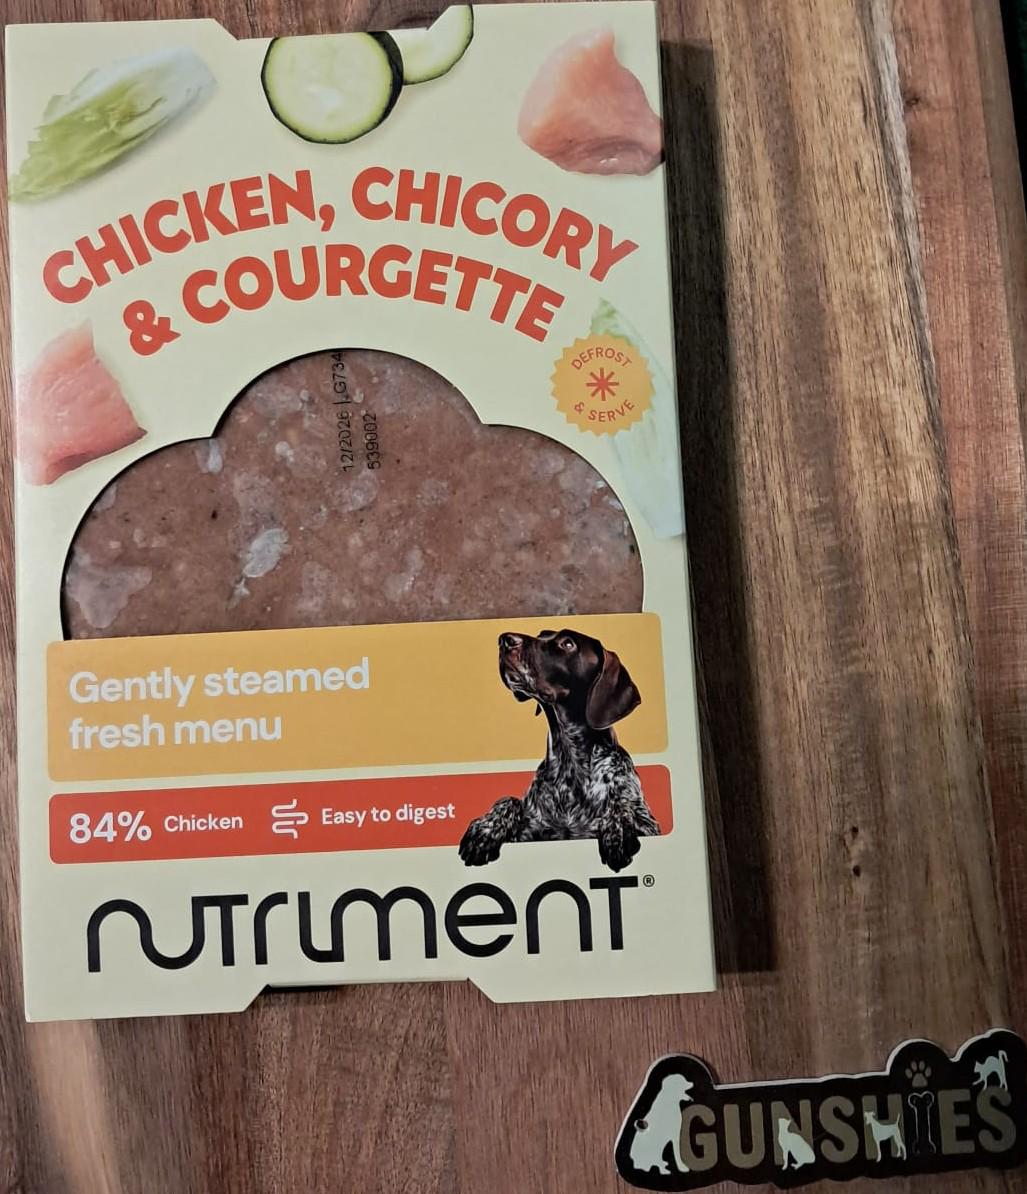 CHICKEN, CHICORY
& COURGETTE
DEFROST
& SERVE
12/2026 | G734
539002
Gently steamed
fresh menu
84% Chicken Easy to digest
nutriment®
GUNSHIES